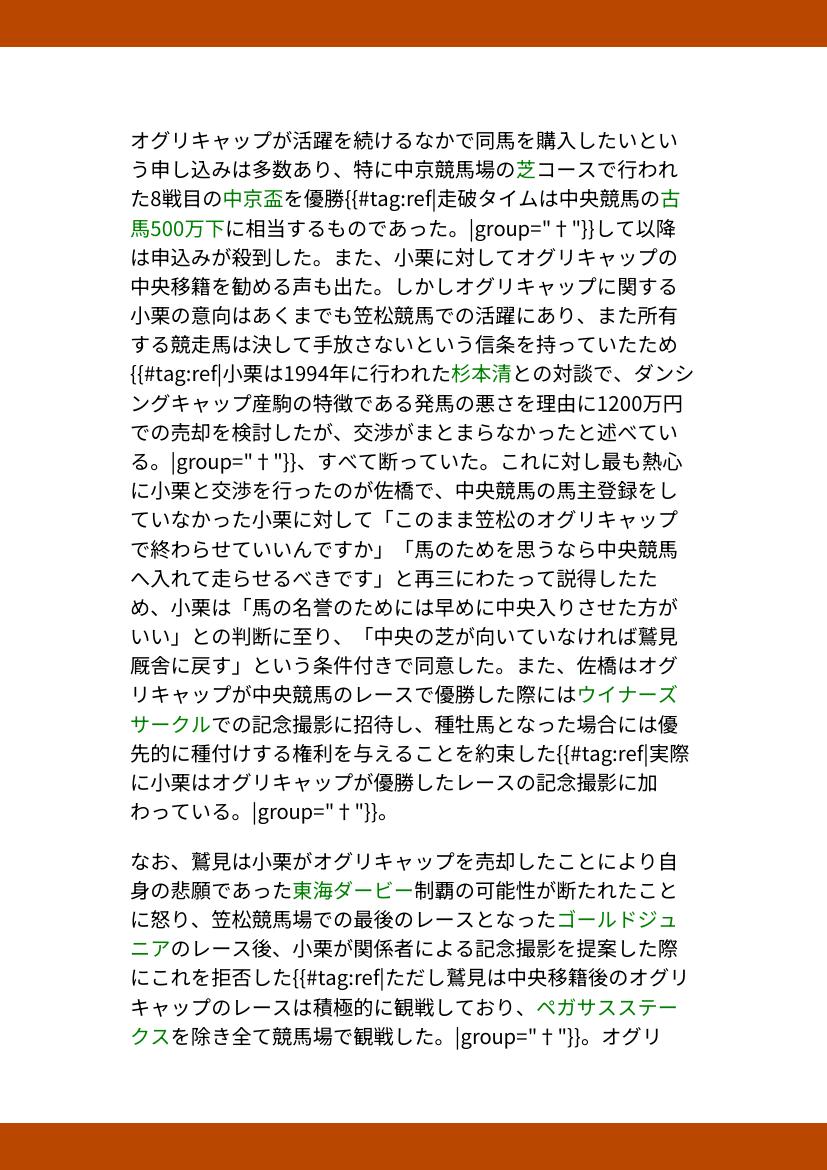 オグリキャップが活躍を続けるなかで同馬を購入したいとい
う申し込みは多数あり、特に中京競馬場の芝コースで行われ
た8戦目の中京盃を優勝{{#tag:ref|走破タイムは中央競馬の古
馬500万下に相当するものであった。|group="†"}}して以降
は申込みが殺到した。また、小栗に対してオグリキャップの
中央移籍を勧める声も出た。しかしオグリキャップに関する
小栗の意向はあくまでも笠松競馬での活躍にあり、また所有
する競走馬は決して手放さないという信条を持っていたため
{{#tag:ref|小栗は1994年に行われた杉本清との対談で、ダンシ
ングキャップ産駒の特徴である発馬の悪さを理由に1200万円
での売却を検討したが、交渉がまとまらなかったと述べてい
る。|group="†"}}、すべて断っていた。これに対し最も熱心
に小栗と交渉を行ったのが佐橋で、中央競馬の馬主登録をし
ていなかった小栗に対して「このまま笠松のオグリキャップ
で終わらせていいんですか」「馬のためを思うなら中央競馬
へ入れて走らせるべきです」と再三にわたって説得したた
め、小栗は「馬の名誉のためには早めに中央入りさせた方が
いい」との判断に至り、「中央の芝が向いていなければ鷲見
厩舎に戻す」という条件付きで同意した。また、佐橋はオグ
リキャップが中央競馬のレースで優勝した際にはウイナーズ
サークルでの記念撮影に招待し、種牡馬となった場合には優
先的に種付けする権利を与えることを約束した{{#tag:ref|実際
に小栗はオグリキャップが優勝したレースの記念撮影に加
わっている。|group="†"}}。
なお、鷲見は小栗がオグリキャップを売却したことにより自
身の悲願であった東海ダービー制覇の可能性が断たれたこと
に怒り、笠松競馬場での最後のレースとなったゴールドジュ
ニアのレース後、小栗が関係者による記念撮影を提案した際
にこれを拒否した{{#tag:ref|ただし鷲見は中央移籍後のオグリ
キャップのレースは積極的に観戦しており、ペガサスステー
クスを除き全て競馬場で観戦した。|group="†"}}。オグリ